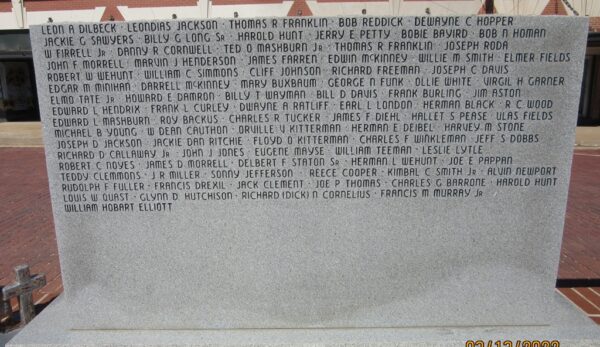 LEON A DILBECK · LEONDIAS JACKSON · THOMAS R FRANKLIN · BOB REDDICK · DEWAYNE C HOPPER
JACKIE G SAWYERS · BILLY G LONG SR · HAROLD HUNT · JERRY E PETTY · BOBIE BAYIRD · BOB N HOMAN
W FIRRELL JR · DANNY R CORNWELL · TED O MASHBURN JR · THOMAS R FRANKLIN · JOSEPH RODA
JOHN F MORRELL · MARVIN J HENDERSON · JAMES FARREN · EDWIN MCKINNEY · WILLIE M SMITH · ELMER FIELDS
ROBERT W WEHUNT · WILLIAM C SIMMONS · CLIFF JOHNSON · RICHARD FREEMAN · JOSEPH C DAVIS
EDGAR M MINIHAN · DARRELL MCKINNEY · MARY BUXBAUM · GEORGE N FUNK · OLLIE WHITE · VIRGIL H GARNER
ELMO TATE JR · HOWARD E DAMRON · BILLY T WAYMAN · BILL D DAVIS · FRANK BURLING · JIM ASTON
EDWARD L HENDRIX · FRANK L CURLEY · DWAYNE A RATLIFF · EARL L LONDON · HERMAN BLACK · R C WOOD
EDWARD L MASHBURN · ROY BACKUS · CHARLES R TUCKER · JAMES F DIEHL · HALLET S PEASE · ULAS FIELDS
MICHAEL B YOUNG · W DEAN CAUTHON · ORVILLE V KITTERMAN · HERMAN E DEIBEL · HARVEY M STONE
JOSEPH D JACKSON · JACKIE DAN RITCHIE · FLOYD O KITTERMAN · CHARLES F WINKLEMAN · JEFF S DOBBS
RICHARD D CALLAWAY JR · JOHN J JONES · EUGENE MAYSE · WILLIAM TEEMAN · LESLIE LYTLE
ROBERT C NOYES · JAMES D MORRELL · DELBERT F STATON SR · HERMAN L WEHUNT · JOE E PAPPAN
TEDDY CLEMMONS · J R MILLER · SONNY JEFFERSON · REECE COOPER · KIMBAL C SMITH JR · ALVIN NEWPORT
RUDOLPH F FULLER · FRANCIS DREXIL · JACK CLEMENT · JOE P THOMAS · CHARLES G BARRONE · HAROLD HUNT
LOUIS W QUAST · GLYNN D HUTCHISON · RICHARD (DICK) N CORNELIUS · FRANCIS M MURRAY JR
WILLIAM HOBART ELLIOTT